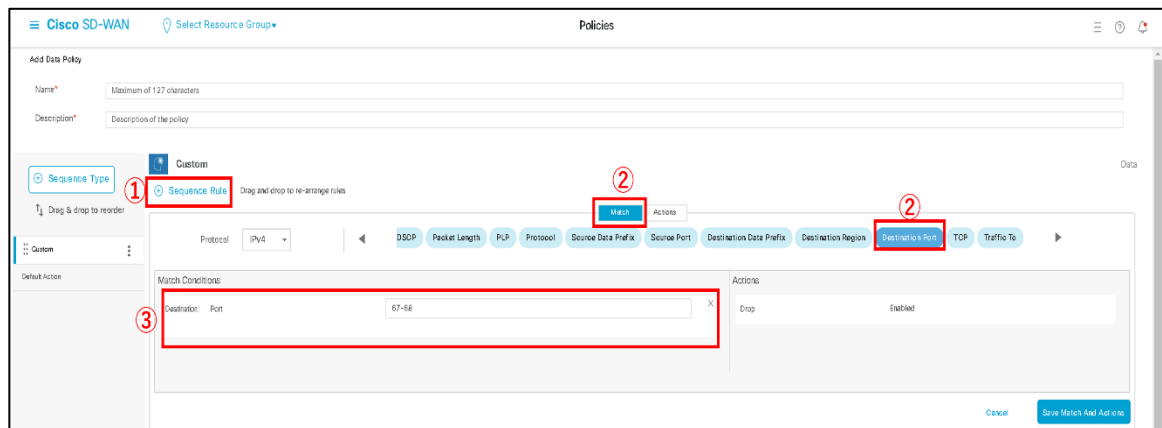 Cisco SD-WAN
Select Resource Group
Policies
Add Data Policy
Name*
Maximum of 127 characters
Description*
Description of the policy
Custom
Data
Sequence Type
①
Sequence Rule
Drag and drop to re-arrange rules
②
②
Drag & drop to reorder
Match
Actions
Protocol
IPv4
DSCP
Packet Length
PLP
Protocol
Source Data Prefix
Source Port
Destination Data Prefix
Destination Region
Destination Port
TCP
Traffic To
Custom
Default Action
Match Conditions
Actions
③
Destination: Port
67-68
X
Drop
Enabled
Cancel
Save Match And Actions